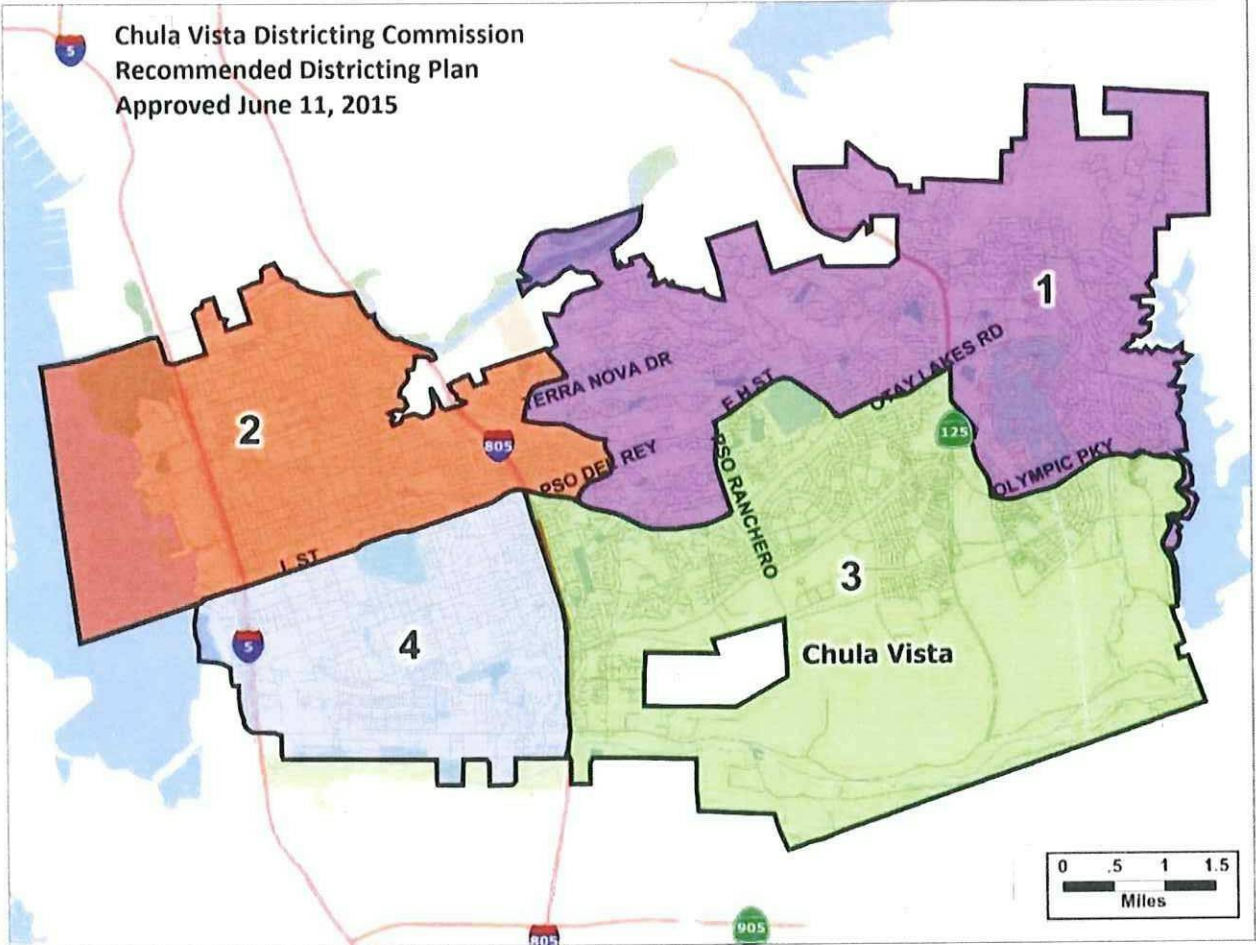 Chula Vista Districting Commission
Recommended Districting Plan
Approved June 11, 2015
5
1
TERRA NOVA DR
E H ST
OTAY LAKES RD
2
805
125
PSO DEL REY
PSO RANCHERO
OLYMPIC PKY
L ST
3
5
4
Chula Vista
0 .5 1 1.5
Miles
805
905